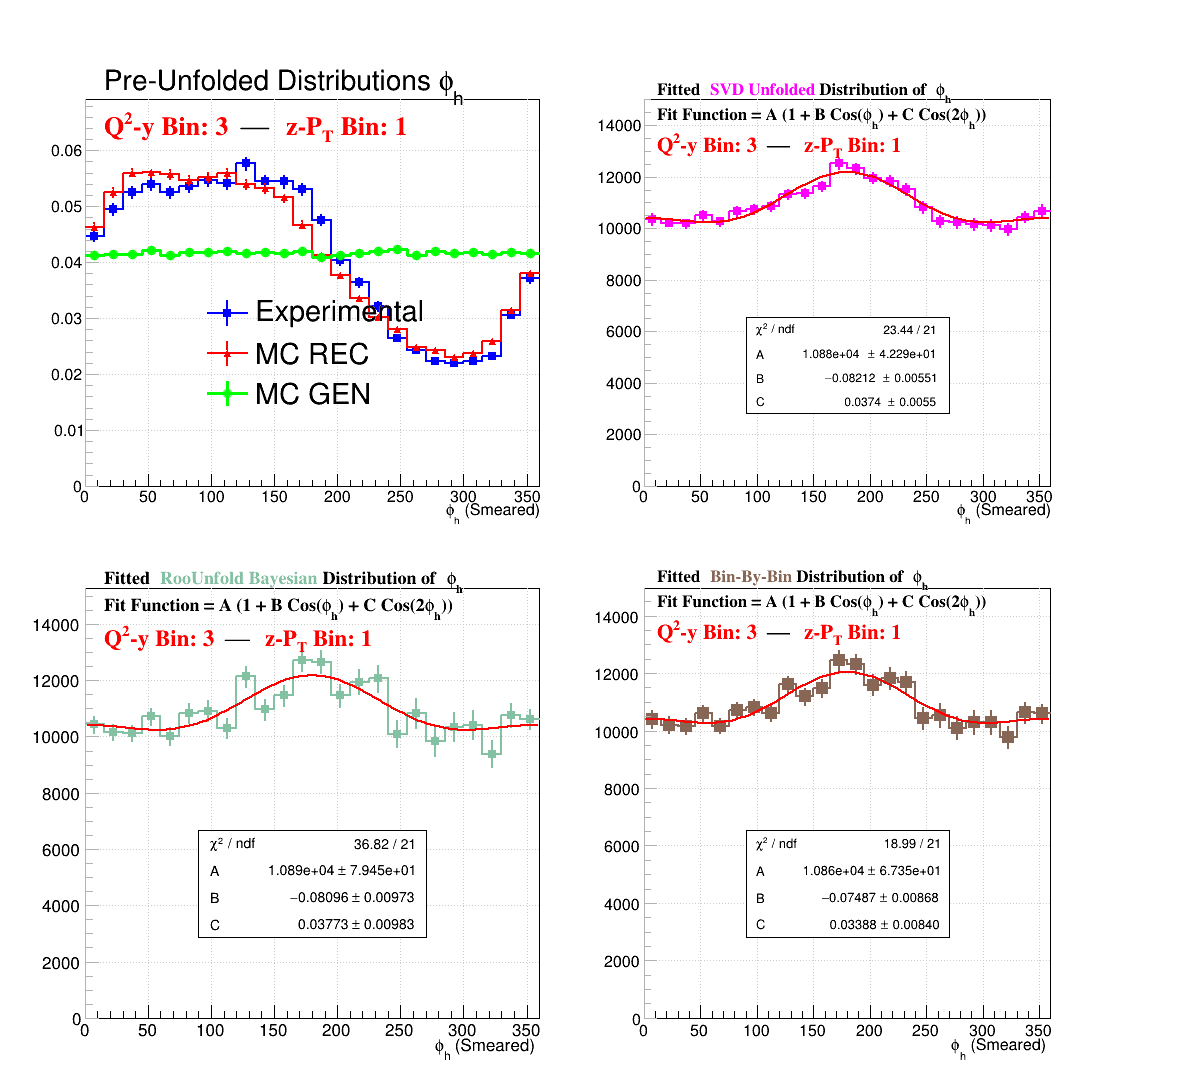 Pre-Unfolded Distributions ϕh
Q²-y Bin: 3 — z-PT Bin: 1
0.06
0.05
0.04
0.03
0.02
0.01
0
Experimental
MC REC
MC GEN
0 50 100 150 200 250 300 350
ϕh (Smeared)
Fitted SVD Unfolded Distribution of ϕh
Fit Function = A (1 + B Cos(ϕh) + C Cos(2ϕh))
Q²-y Bin: 3 — z-PT Bin: 1
14000
12000
10000
8000
6000
4000
2000
0
χ² / ndf 23.44 / 21
A 1.088e+04 ± 4.229e+01
B −0.08212 ± 0.00551
C 0.0374 ± 0.0055
0 50 100 150 200 250 300 350
ϕh (Smeared)
Fitted RooUnfold Bayesian Distribution of ϕh
Fit Function = A (1 + B Cos(ϕh) + C Cos(2ϕh))
Q²-y Bin: 3 — z-PT Bin: 1
14000
12000
10000
8000
6000
4000
2000
0
χ² / ndf 36.82 / 21
A 1.089e+04 ± 7.945e+01
B −0.08096 ± 0.00973
C 0.03773 ± 0.00983
0 50 100 150 200 250 300 350
ϕh (Smeared)
Fitted Bin-By-Bin Distribution of ϕh
Fit Function = A (1 + B Cos(ϕh) + C Cos(2ϕh))
Q²-y Bin: 3 — z-PT Bin: 1
14000
12000
10000
8000
6000
4000
2000
0
χ² / ndf 18.99 / 21
A 1.086e+04 ± 6.735e+01
B −0.07487 ± 0.00868
C 0.03388 ± 0.00840
0 50 100 150 200 250 300 350
ϕh (Smeared)